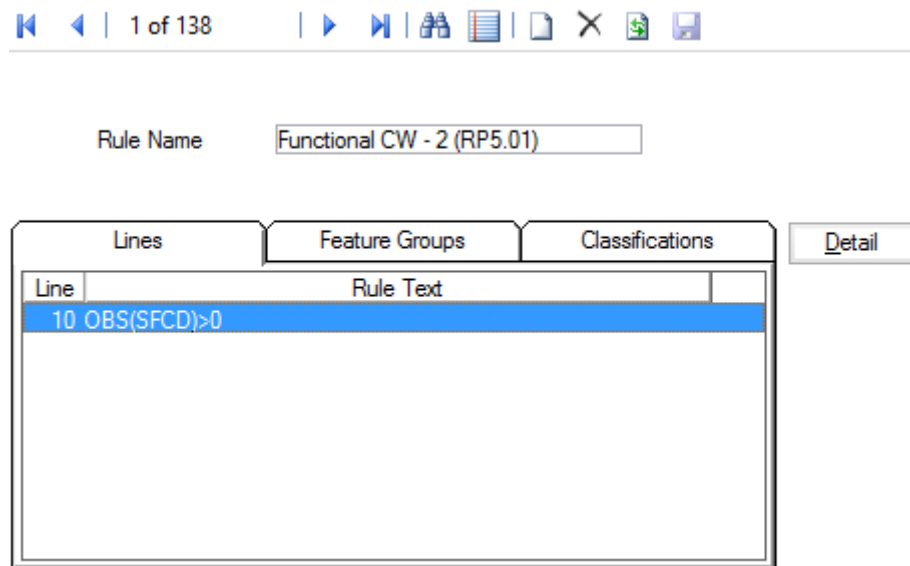 1 of 138
Rule Name Functional CW - 2 (RP5.01)
Lines Feature Groups Classifications Detail
Line Rule Text
10 OBS(SFCD)>0